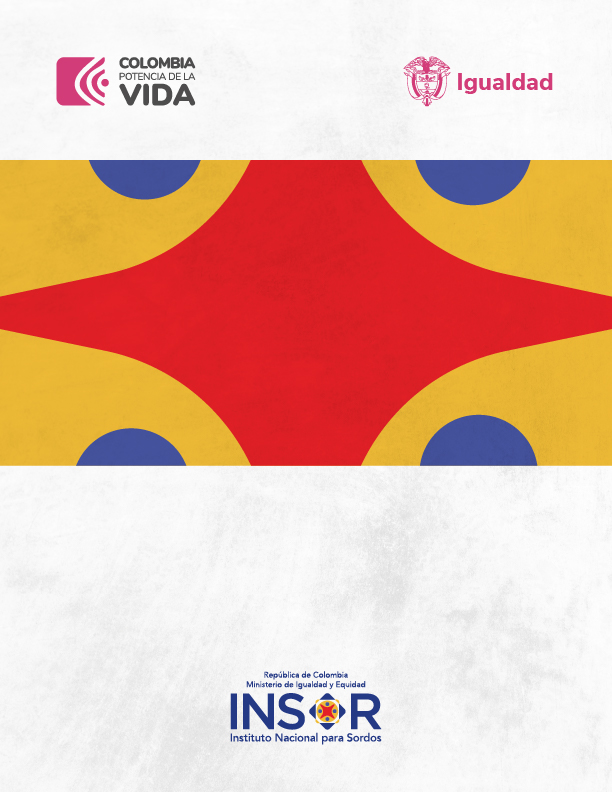 COLOMBIA
POTENCIA DE LA
VIDA
Igualdad
República de Colombia
Ministerio de Igualdad y Equidad
INSOR
Instituto Nacional para Sordos